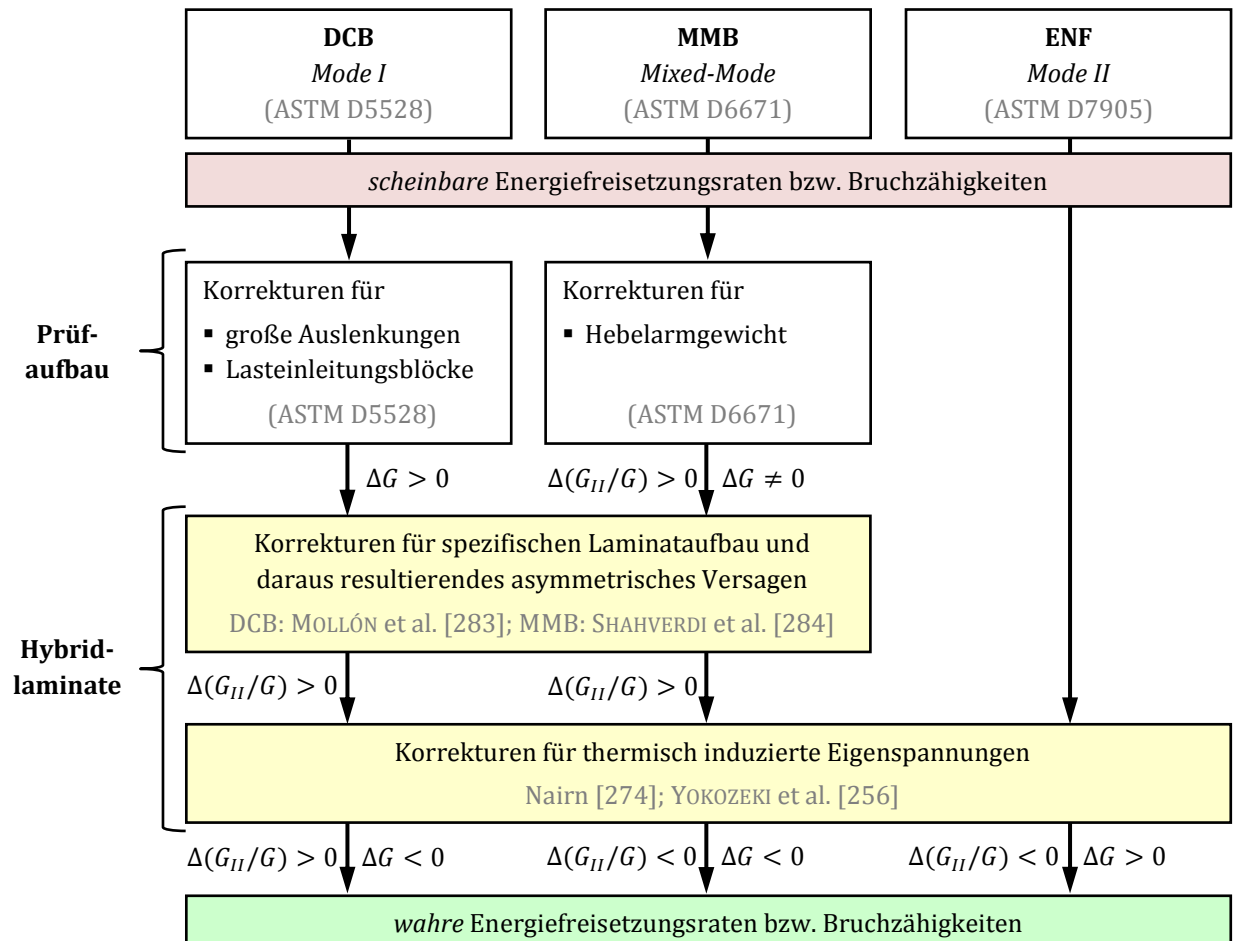 DCB
Mode I
(ASTM D5528)
MMB
Mixed-Mode
(ASTM D6671)
ENF
Mode II
(ASTM D7905)
scheinbare Energiefreisetzungsraten bzw. Bruchzähigkeiten
Prüf-
aufbau
Korrekturen für
▪ große Auslenkungen
▪ Lasteinleitungsblöcke
(ASTM D5528)
Korrekturen für
▪ Hebelarmgewicht
(ASTM D6671)
ΔG > 0
Δ(G_II/G) > 0
ΔG ≠ 0
Hybrid-
laminate
Korrekturen für spezifischen Laminataufbau und
daraus resultierendes asymmetrisches Versagen
DCB: MOLLÓN et al. [283]; MMB: SHAHVERDI et al. [284]
Δ(G_II/G) > 0
Δ(G_II/G) > 0
Korrekturen für thermisch induzierte Eigenspannungen
Nairn [274]; YOKOZEKI et al. [256]
Δ(G_II/G) > 0
ΔG < 0
Δ(G_II/G) < 0
ΔG < 0
Δ(G_II/G) < 0
ΔG > 0
wahre Energiefreisetzungsraten bzw. Bruchzähigkeiten